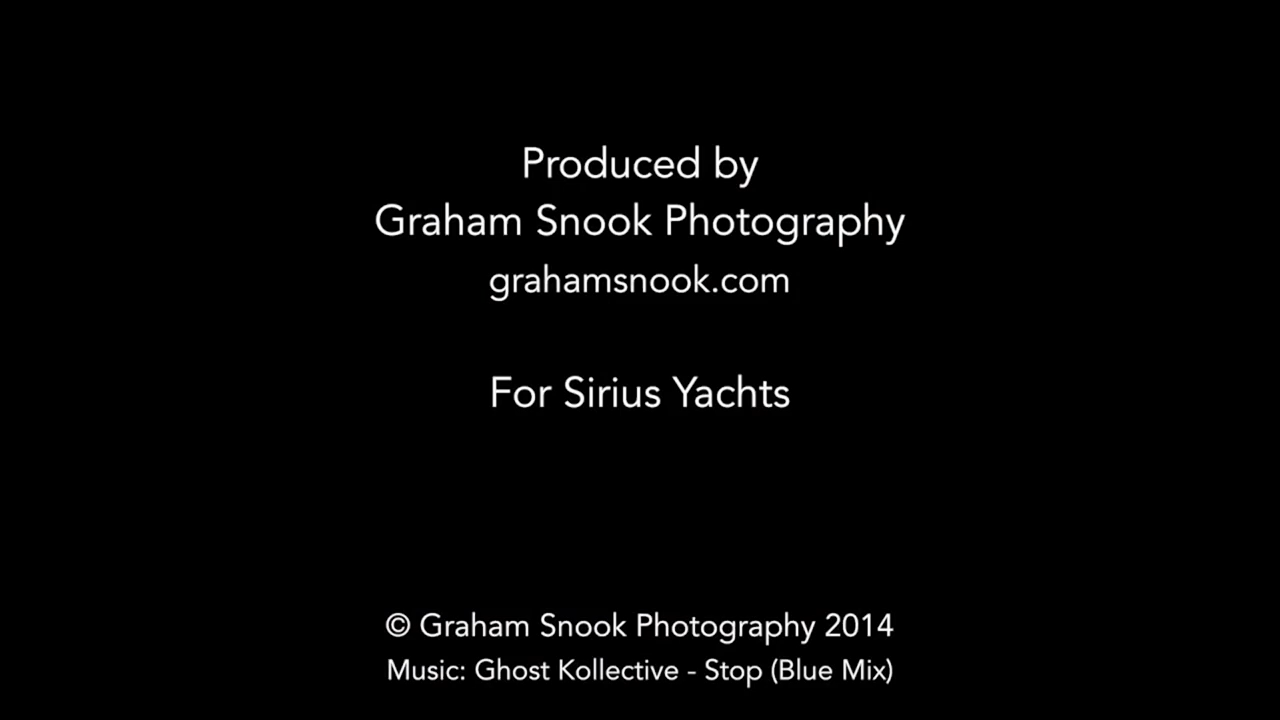 Produced by
Graham Snook Photography
grahamsnook.com
For Sirius Yachts
© Graham Snook Photography 2014
Music: Ghost Kollective - Stop (Blue Mix)